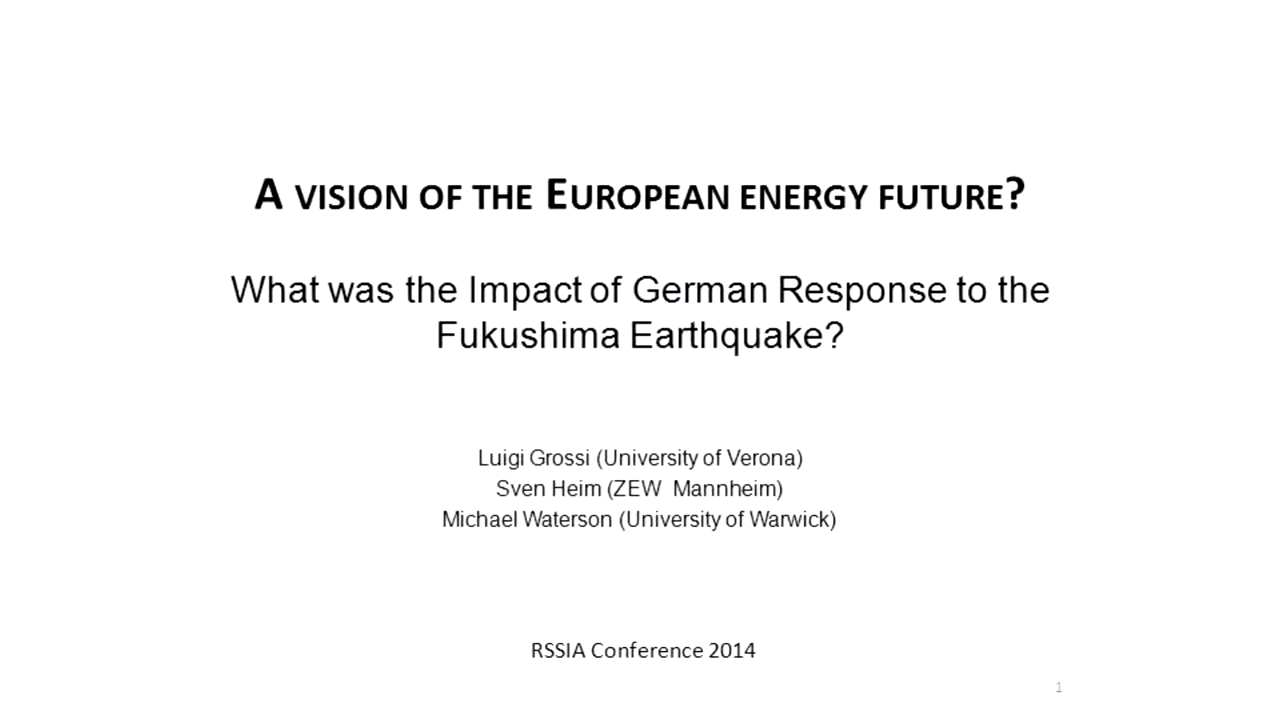 A VISION OF THE EUROPEAN ENERGY FUTURE?
What was the Impact of German Response to the
Fukushima Earthquake?
Luigi Grossi (University of Verona)
Sven Heim (ZEW Mannheim)
Michael Waterson (University of Warwick)
RSSIA Conference 2014
1